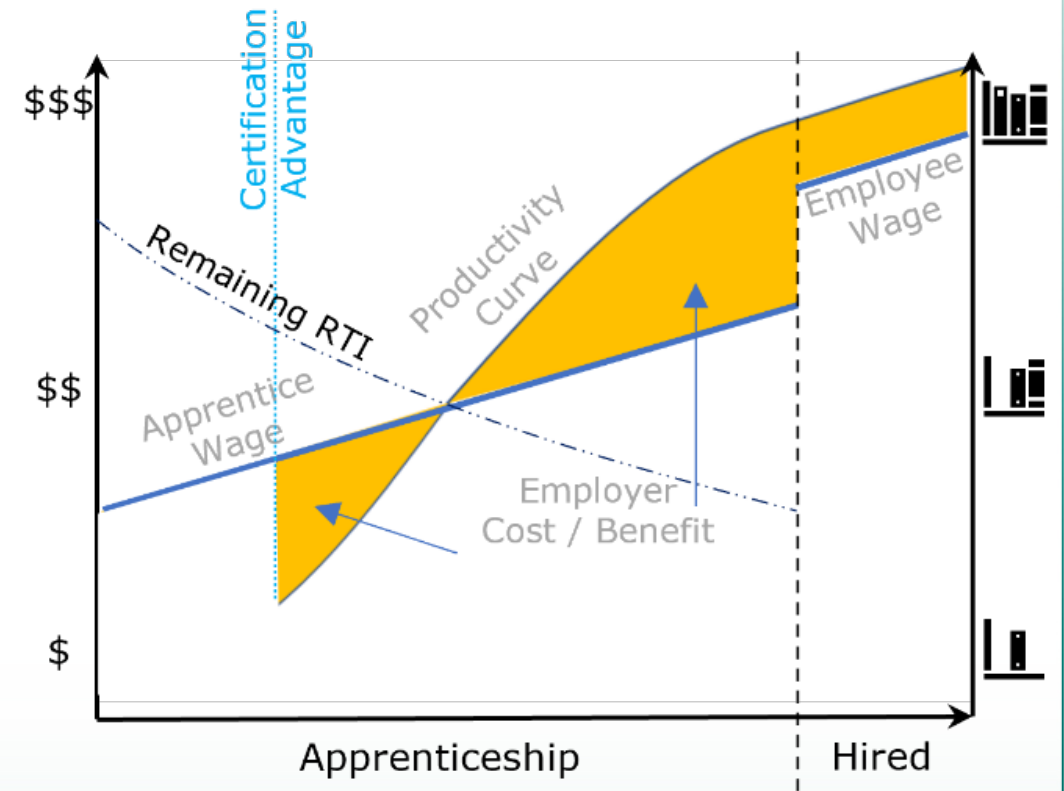 Certification
Advantage
$$$
Remaining RTI
Productivity
Curve
Employee
Wage
$$
Apprentice
Wage
Employer
Cost / Benefit
$
Apprenticeship
Hired